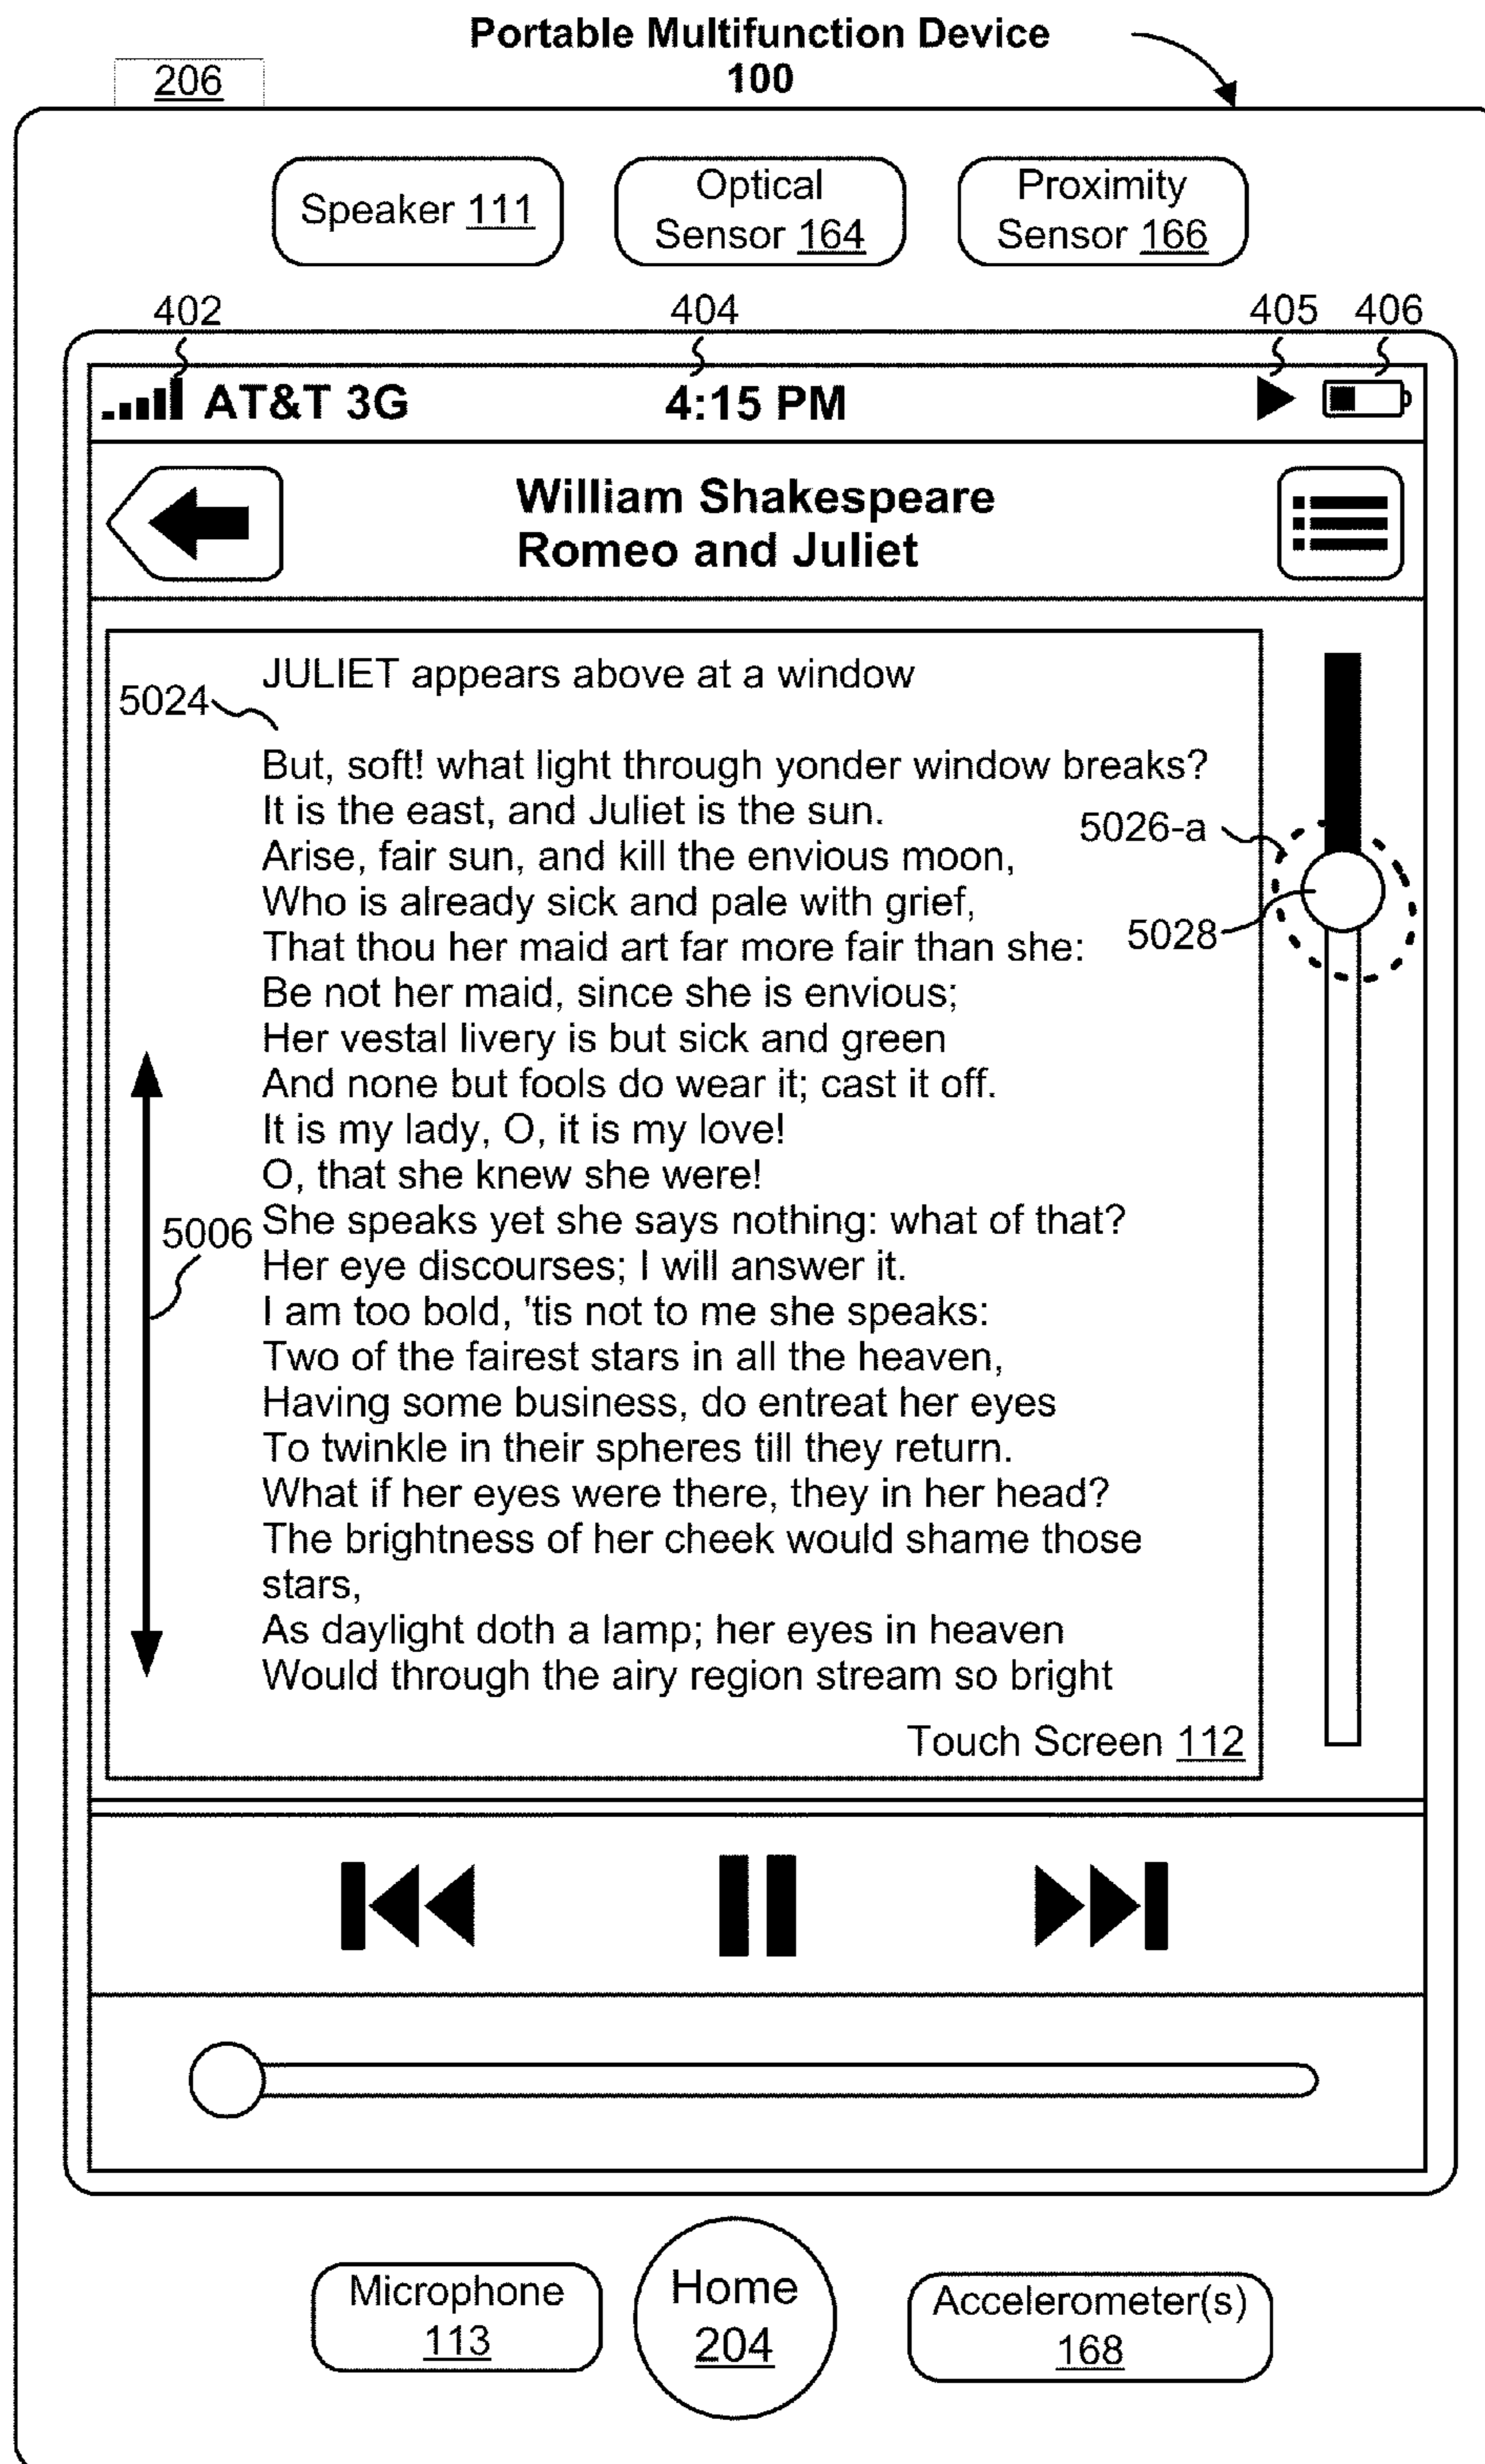 Portable Multifunction Device
100
206
Speaker 111
Optical
Sensor 164
Proximity
Sensor 166
402
404
405
406
AT&T 3G
4:15 PM
William Shakespeare
Romeo and Juliet
JULIET appears above at a window
5024
But, soft! what light through yonder window breaks?
It is the east, and Juliet is the sun.
5026-a
Arise, fair sun, and kill the envious moon,
Who is already sick and pale with grief,
5028
That thou her maid art far more fair than she:
Be not her maid, since she is envious;
Her vestal livery is but sick and green
And none but fools do wear it; cast it off.
It is my lady, O, it is my love!
O, that she knew she were!
5006
She speaks yet she says nothing: what of that?
Her eye discourses; I will answer it.
I am too bold, 'tis not to me she speaks:
Two of the fairest stars in all the heaven,
Having some business, do entreat her eyes
To twinkle in their spheres till they return.
What if her eyes were there, they in her head?
The brightness of her cheek would shame those
stars,
As daylight doth a lamp; her eyes in heaven
Would through the airy region stream so bright
Touch Screen 112
Microphone
113
Home
204
Accelerometer(s)
168